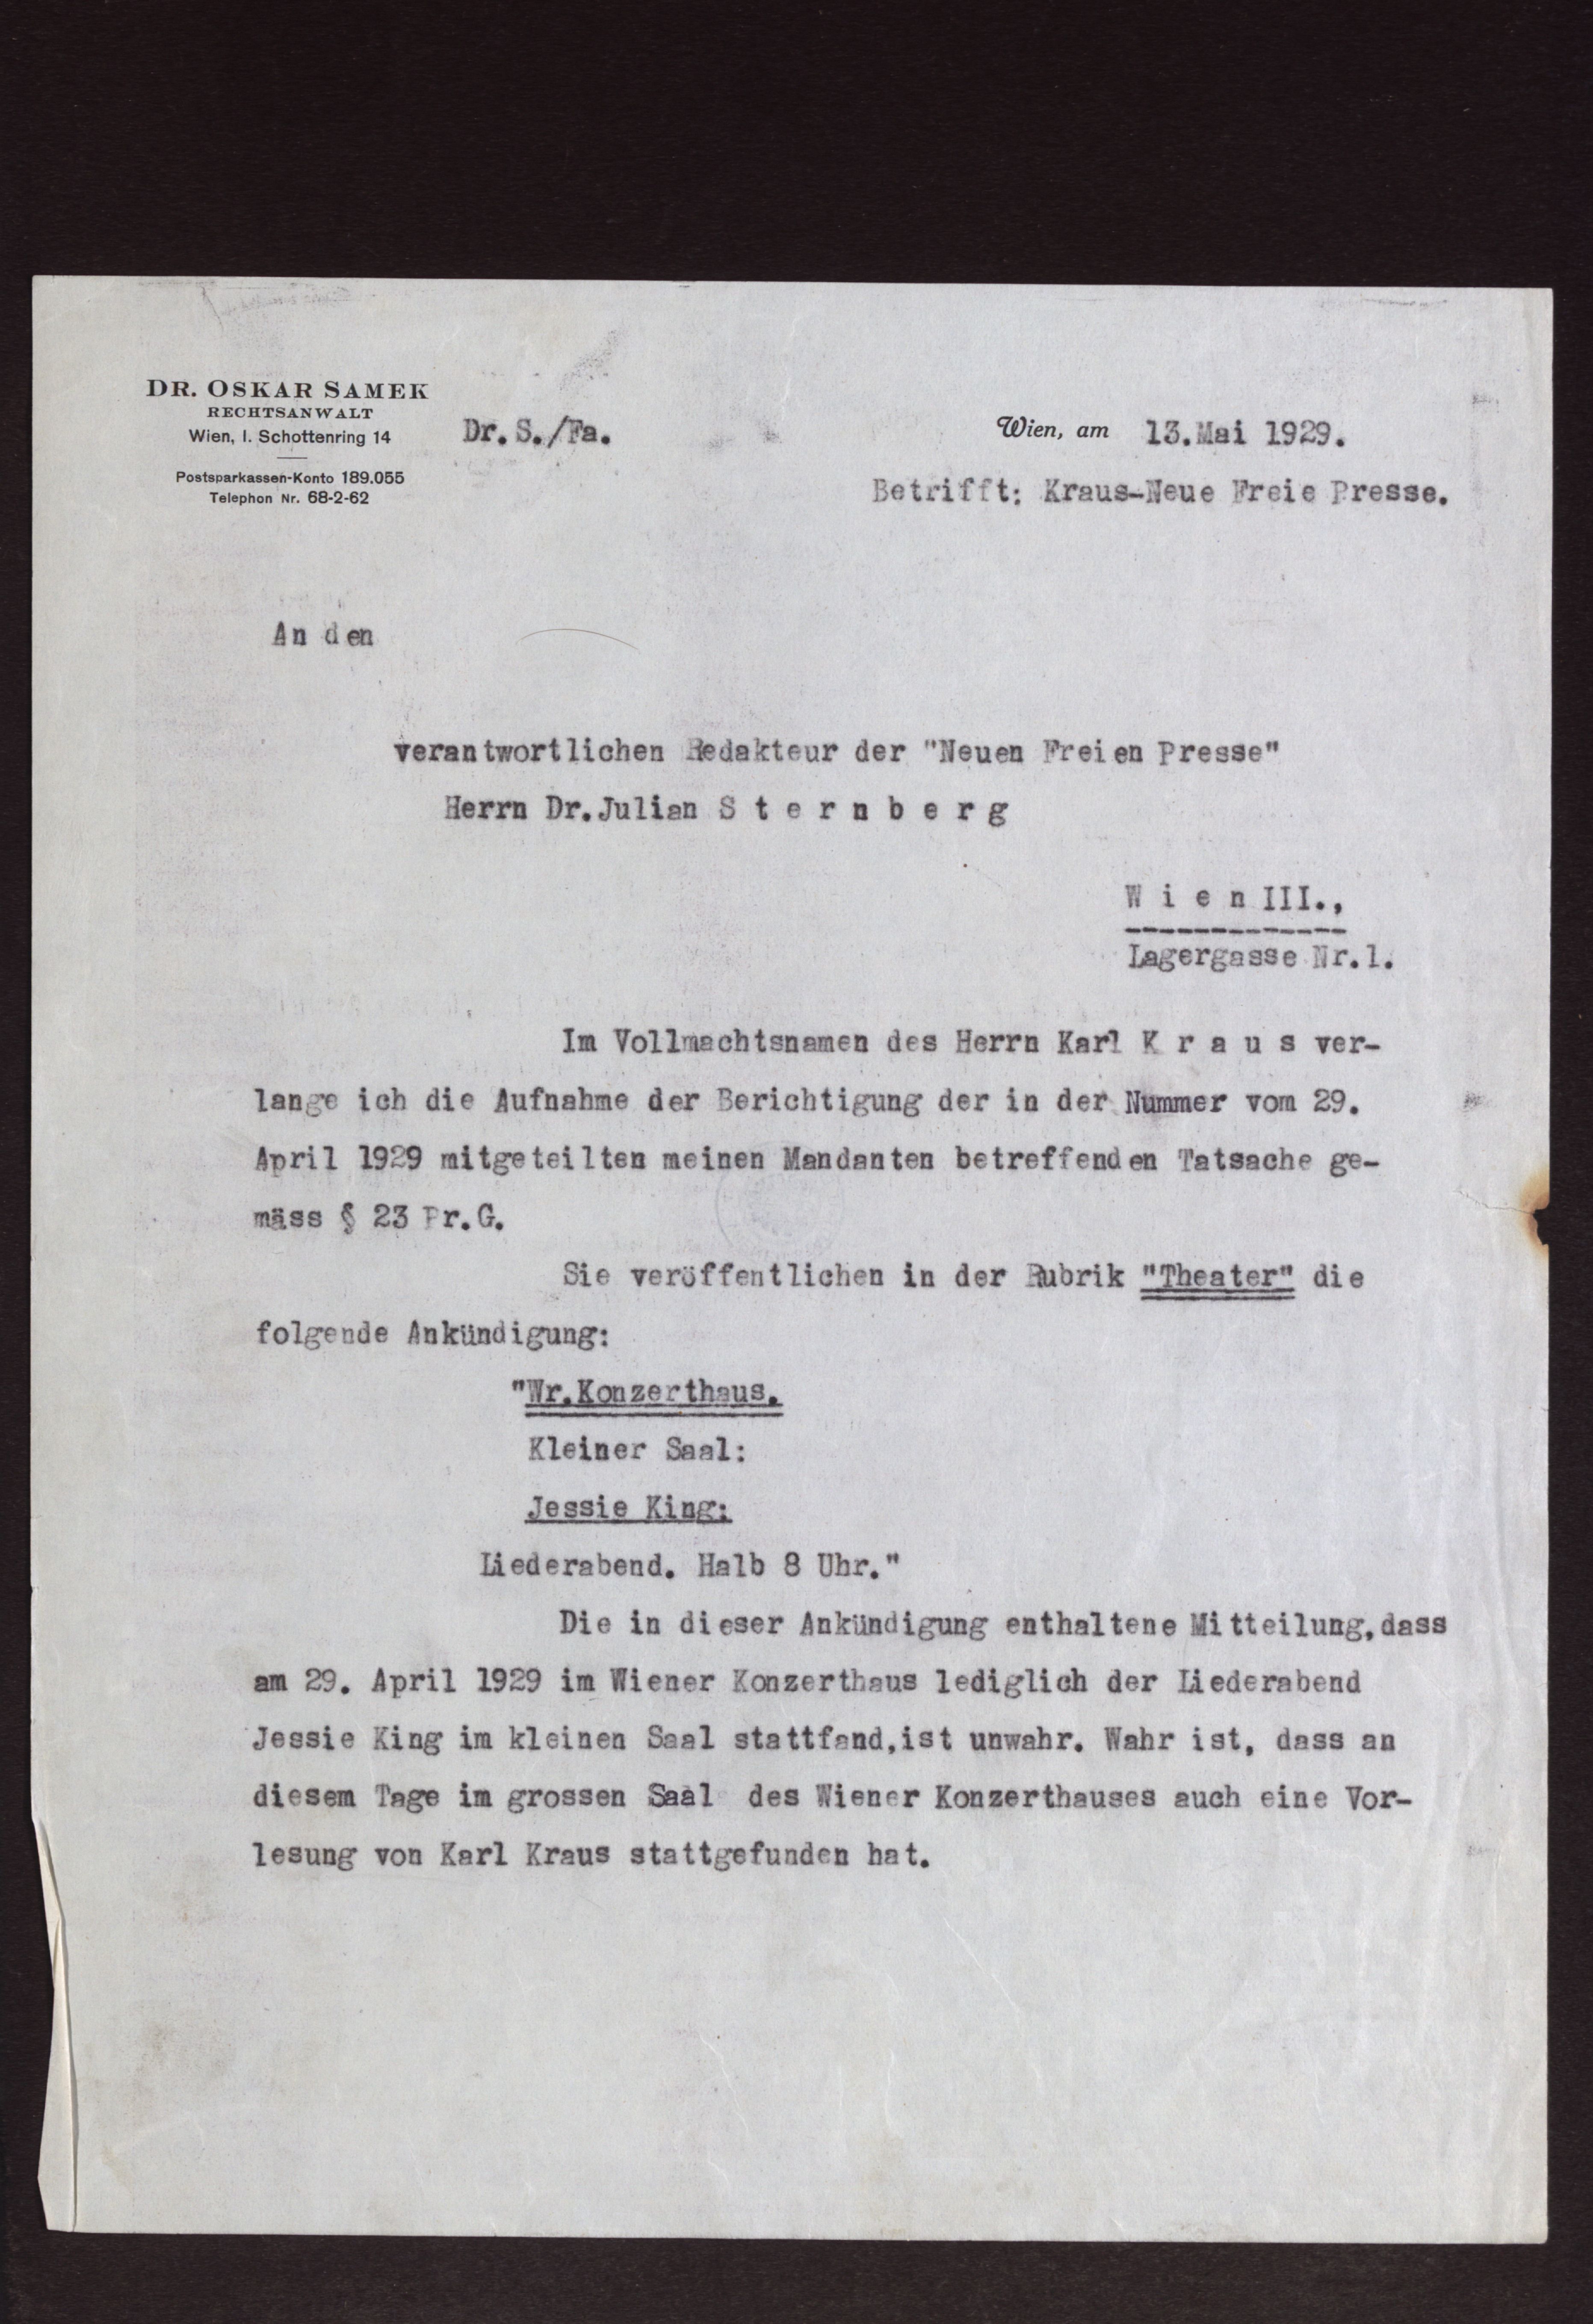 DR. OSKAR SAMEK
RECHTSANWALT
Wien, I. Schottenring 14
Postsparkassen-Konto 189.055
Telephon Nr. 68-2-62
Dr.S./Fa.
Wien, am 13.Mai 1929.
Betrifft: Kraus-Neue Freie Presse.
An den
verantwortlichen Redakteur der "Neuen Freien Presse"
Herrn Dr.Julian S t e r n b e r g
W i e n III.,
Lagergasse Nr.1.
Im Vollmachtsnamen des Herrn Karl K r a u s ver-
lange ich die Aufnahme der Berichtigung der in der Nummer vom 29.
April 1929 mitgeteilten meinen Mandanten betreffenden Tatsache ge-
mäss § 23 Pr.G.
Sie veröffentlichen in der Rubrik "Theater" die
folgende Ankündigung:
"Wr.Konzerthaus.
Kleiner Saal:
Jessie King:
Liederabend. Halb 8 Uhr."
Die in dieser Ankündigung enthaltene Mitteilung,dass
am 29. April 1929 im Wiener Konzerthaus lediglich der Liederabend
Jessie King im kleinen Saal stattfand,ist unwahr. Wahr ist, dass an
diesem Tage im grossen Saal des Wiener Konzerthauses auch eine Vor-
lesung von Karl Kraus stattgefunden hat.